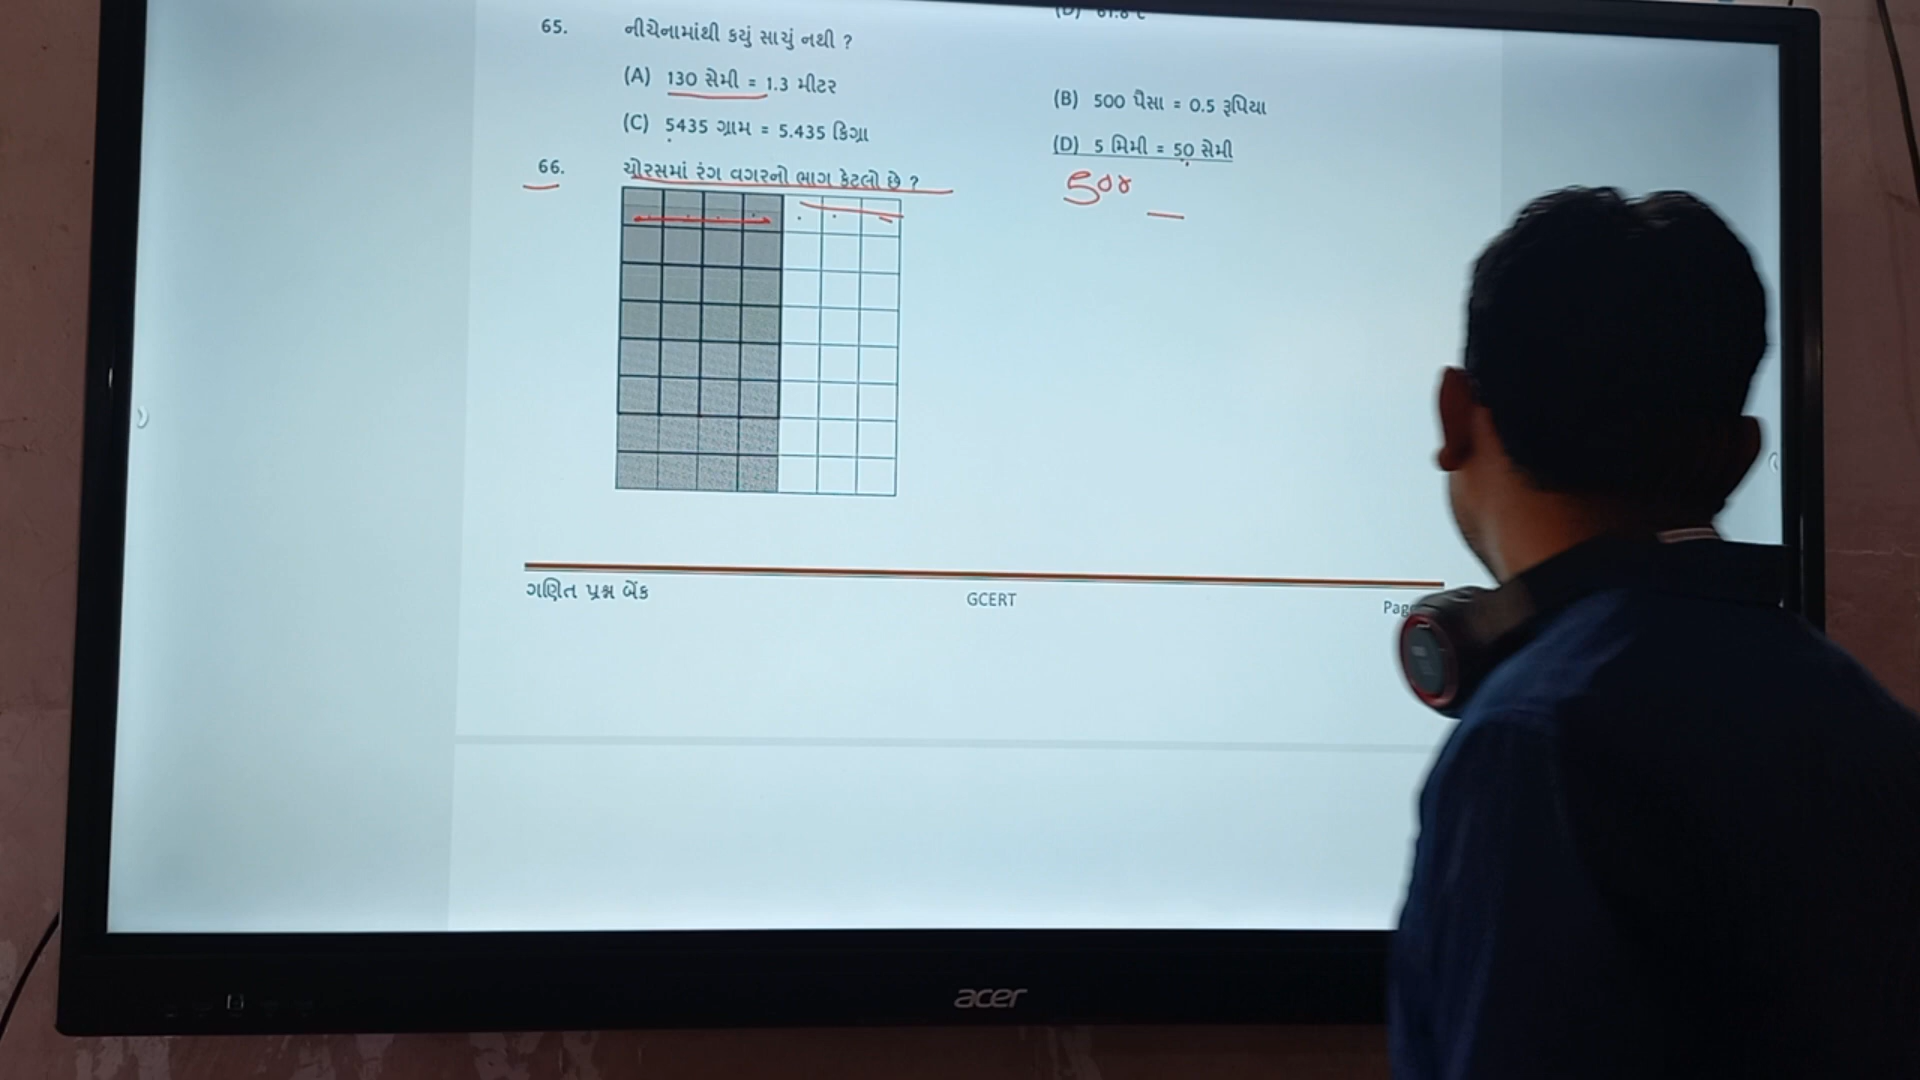 65. નીચેનામાંથી કયું સાચું નથી ?
(A) 130 સેમી = 1.3 મીટર
(B) 500 પૈસા = 0.5 રૂપિયા
(C) 5435 ગ્રામ = 5.435 કિગ્રા
(D) 5 મિમી = 50 સેમી
66. ચોરસમાં રંગ વગરનો ભાગ કેટલો છે ?
ગણિત પ્રશ્ન બેંક
GCERT
acer